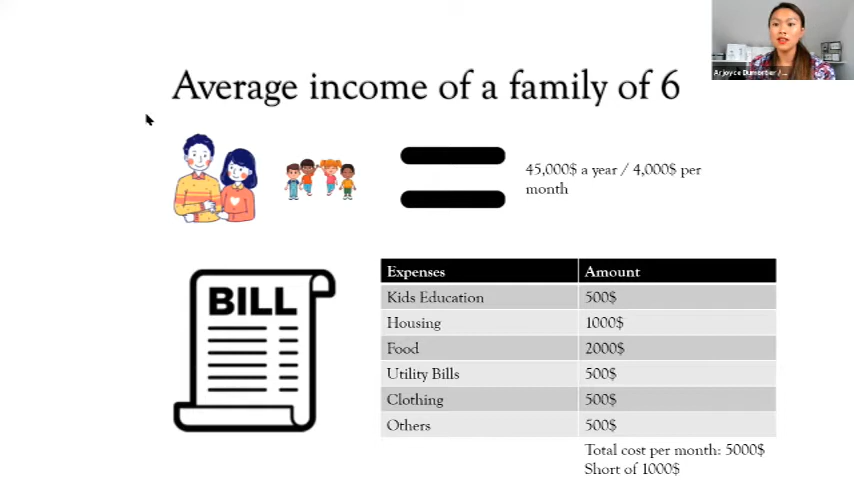 Arjoyce Dumortier /...
Average income of a family of 6
45,000$ a year / 4,000$ per
month
BILL
Expenses Amount
Kids Education 500$
Housing 1000$
Food 2000$
Utility Bills 500$
Clothing 500$
Others 500$
Total cost per month: 5000$
Short of 1000$